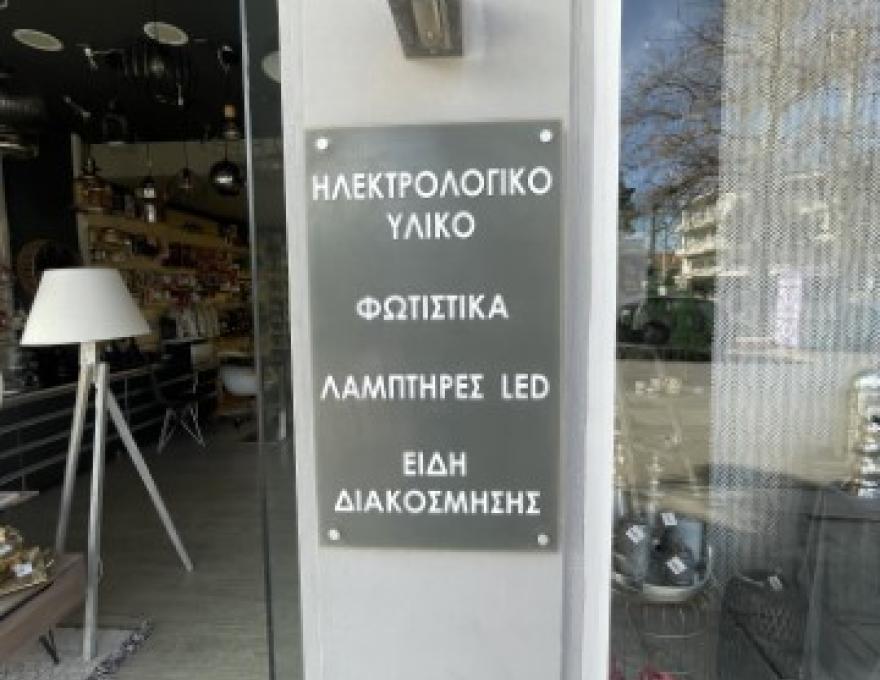 ΗΛΕΚΤΡΟΛΟΓΙΚΟ
ΥΛΙΚΟ
ΦΩΤΙΣΤΙΚΑ
ΛΑΜΠΤΗΡΕΣ LED
ΕΙΔΗ
ΔΙΑΚΟΣΜΗΣΗΣ